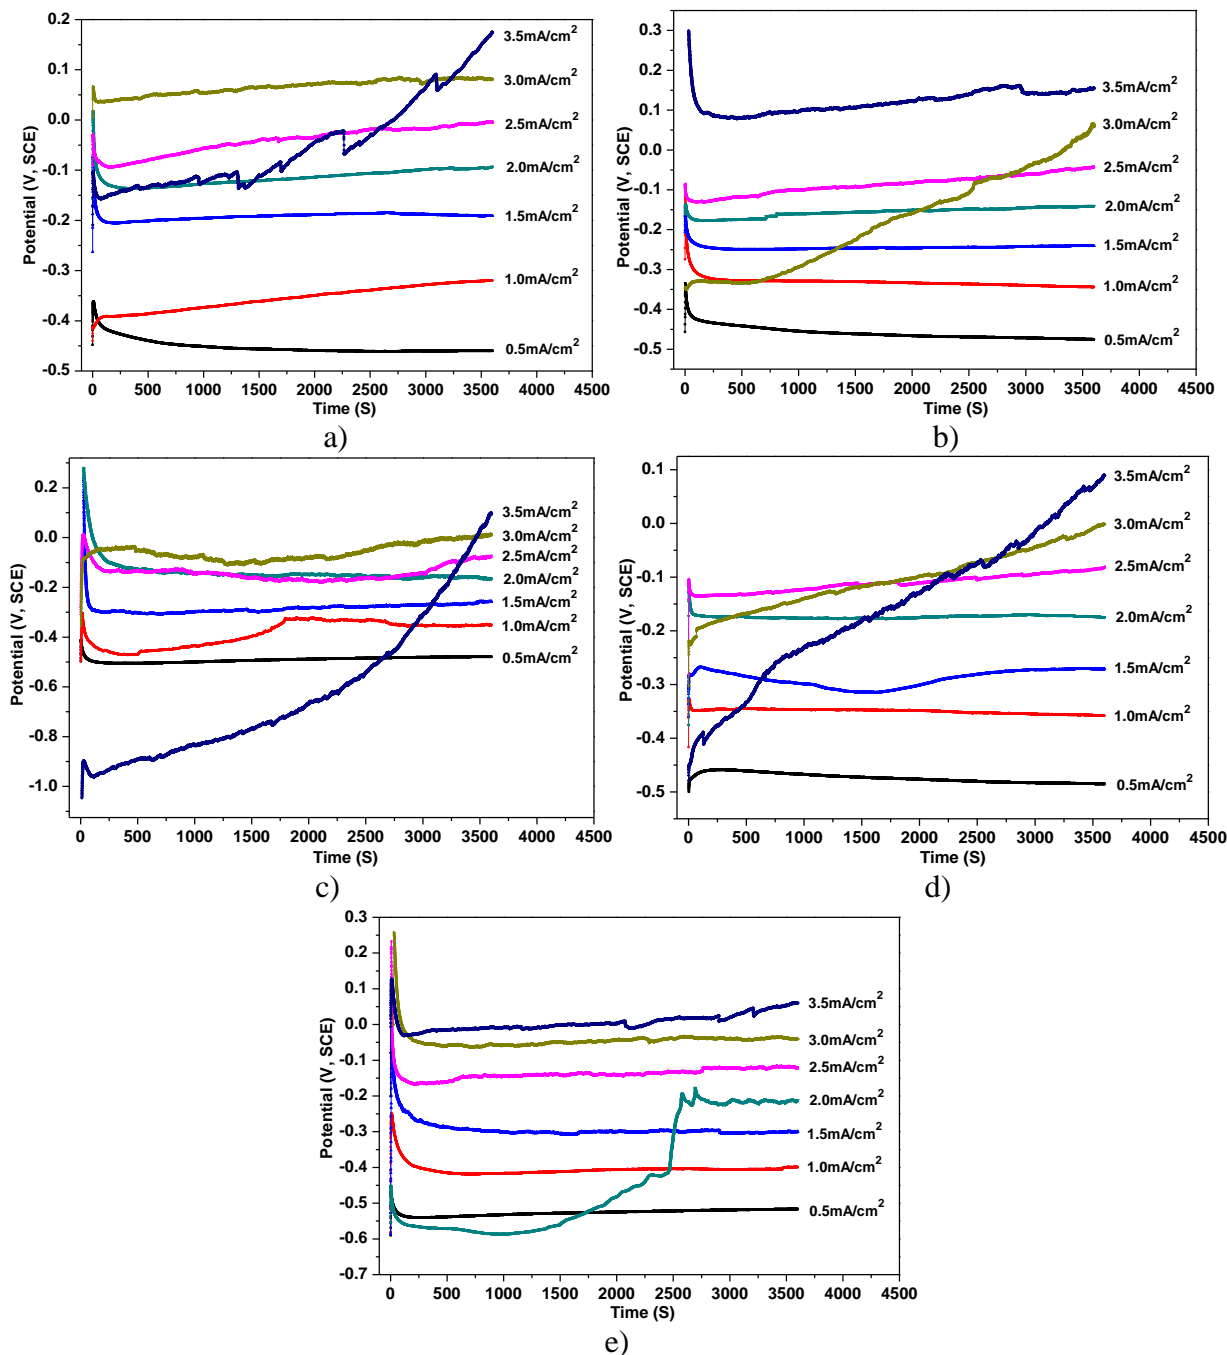 0.2
0.1
0.0
-0.1
-0.2
-0.3
-0.4
-0.5
Potential (V, SCE)
0 500 1000 1500 2000 2500 3000 3500 4000 4500
Time (S)
3.5mA/cm²
3.0mA/cm²
2.5mA/cm²
2.0mA/cm²
1.5mA/cm²
1.0mA/cm²
0.5mA/cm²
a)
0.3
0.2
0.1
0.0
-0.1
-0.2
-0.3
-0.4
-0.5
Potential (V, SCE)
0 500 1000 1500 2000 2500 3000 3500 4000 4500
Time (S)
3.5mA/cm²
3.0mA/cm²
2.5mA/cm²
2.0mA/cm²
1.5mA/cm²
1.0mA/cm²
0.5mA/cm²
b)
0.2
0.0
-0.2
-0.4
-0.6
-0.8
-1.0
Potential (V, SCE)
0 500 1000 1500 2000 2500 3000 3500 4000 4500
Time (S)
3.5mA/cm²
3.0mA/cm²
2.5mA/cm²
2.0mA/cm²
1.5mA/cm²
1.0mA/cm²
0.5mA/cm²
c)
0.1
0.0
-0.1
-0.2
-0.3
-0.4
-0.5
Potential (V, SCE)
0 500 1000 1500 2000 2500 3000 3500 4000 4500
Time (S)
3.5mA/cm²
3.0mA/cm²
2.5mA/cm²
2.0mA/cm²
1.5mA/cm²
1.0mA/cm²
0.5mA/cm²
d)
0.3
0.2
0.1
0.0
-0.1
-0.2
-0.3
-0.4
-0.5
-0.6
-0.7
Potential (V, SCE)
0 500 1000 1500 2000 2500 3000 3500 4000 4500
Time (S)
3.5mA/cm²
3.0mA/cm²
2.5mA/cm²
2.0mA/cm²
1.5mA/cm²
1.0mA/cm²
0.5mA/cm²
e)